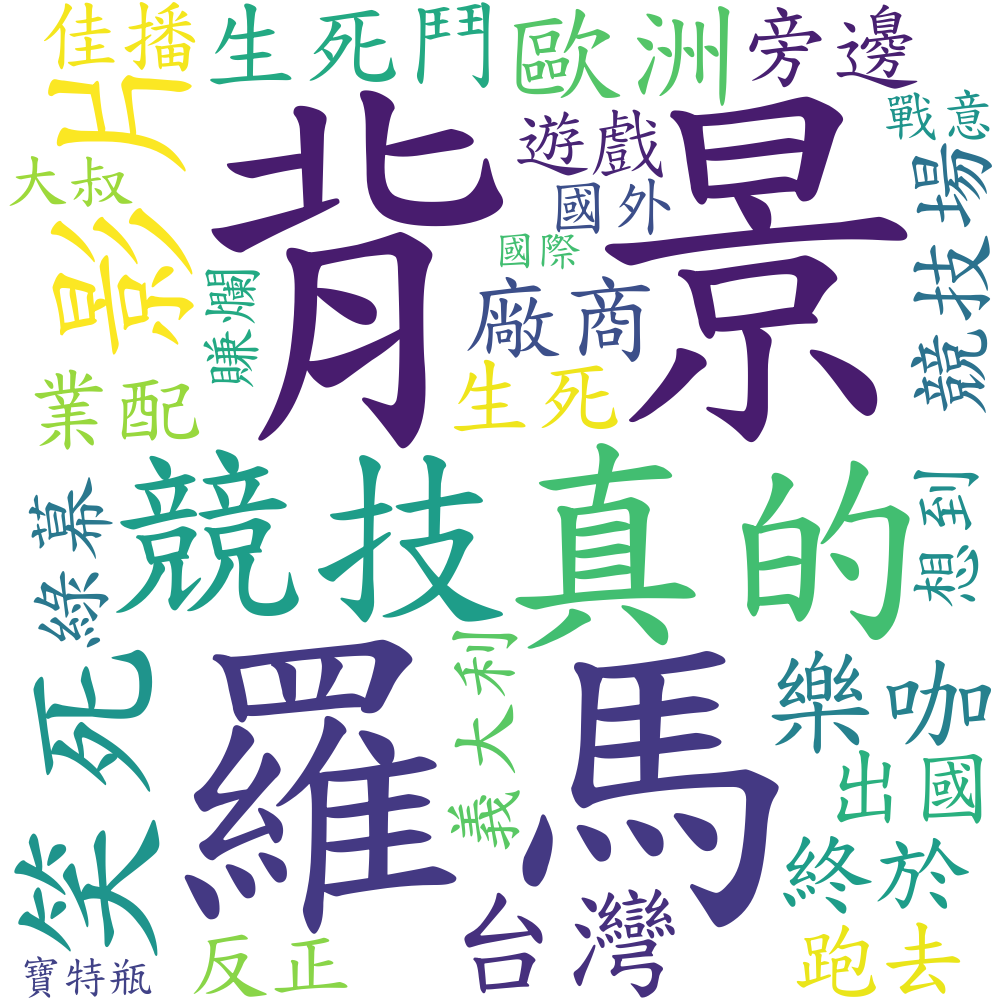 佳播
生死鬥
歐洲
旁邊
影片
背景
遊戲
戰意
大叔
國外
國際
競技場
賺爛
廠商
業配
生死
競技
真的
綠幕
想到
羅馬
義大利
笑死
樂咖
出國
終於
台灣
反正
跑去
寶特瓶